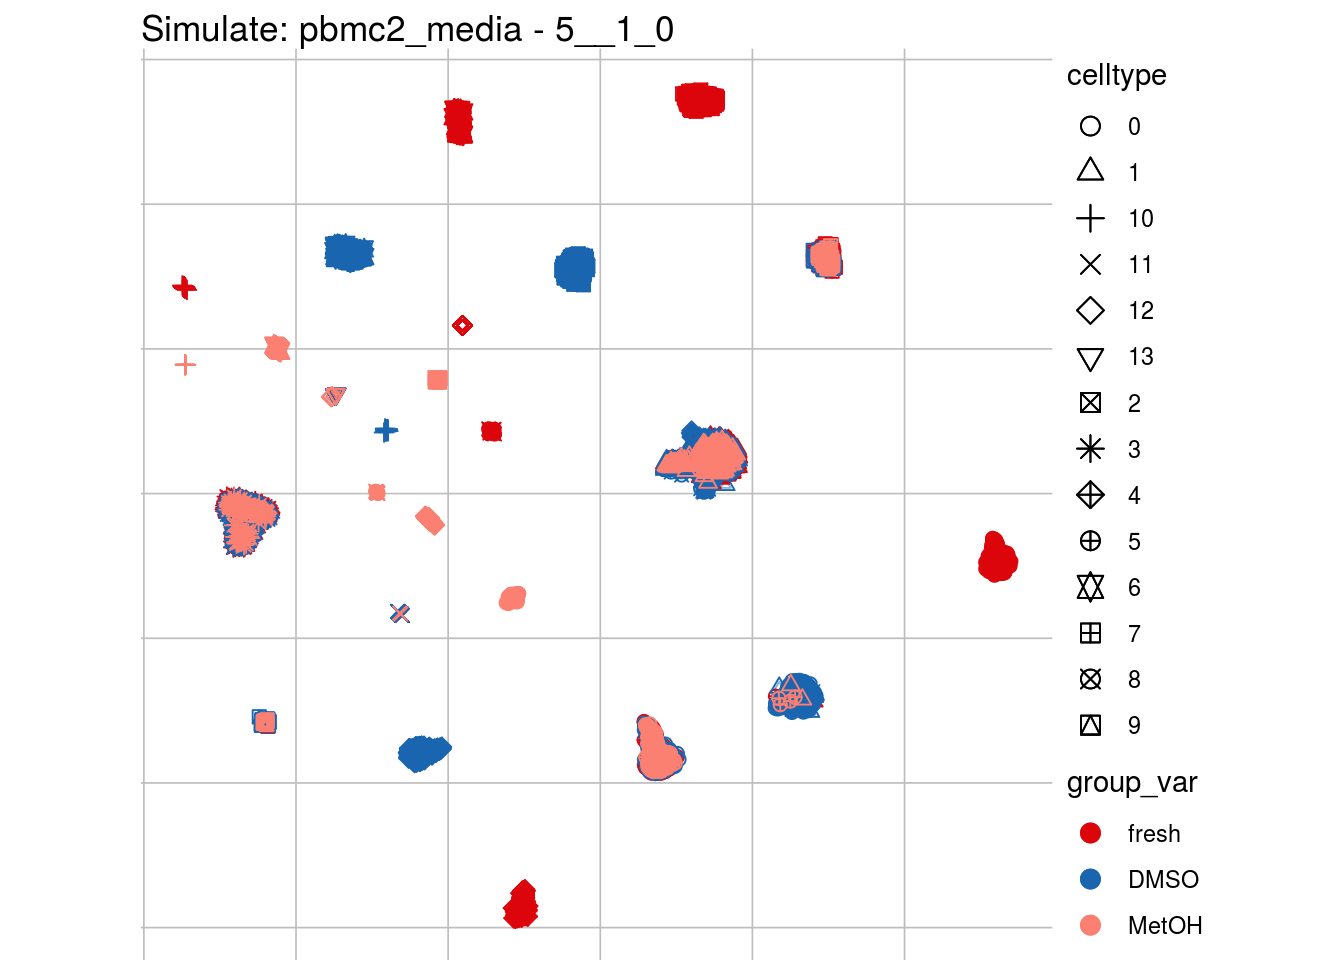 Simulate: pbmc2_media - 5__1_0
celltype
0
1
10
11
12
13
2
3
4
5
6
7
8
9
group_var
fresh
DMSO
MetOH